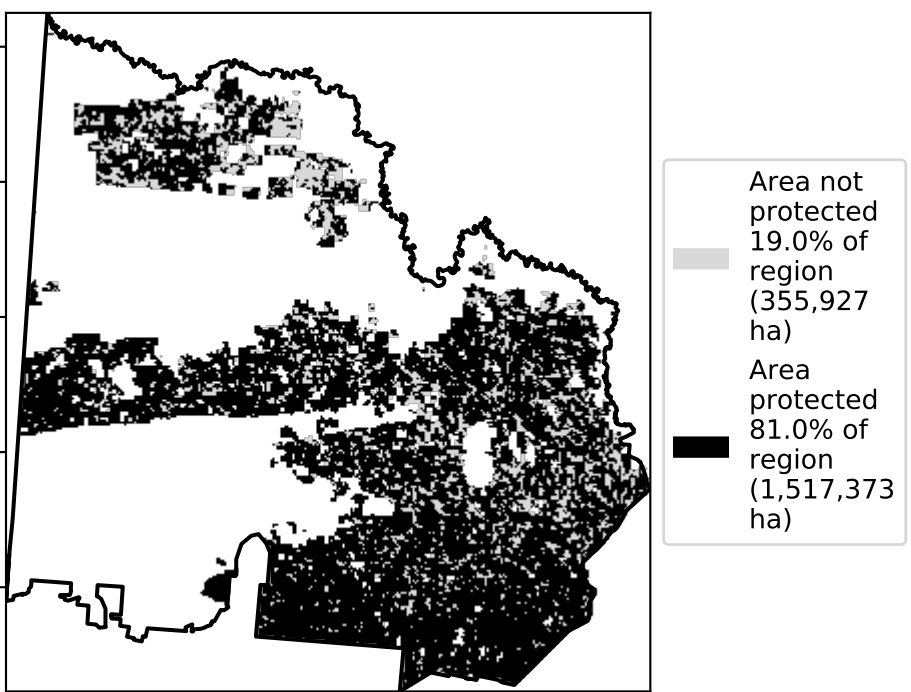 Area not
protected
19.0% of
region
(355,927
ha)
Area
protected
81.0% of
region
(1,517,373
ha)